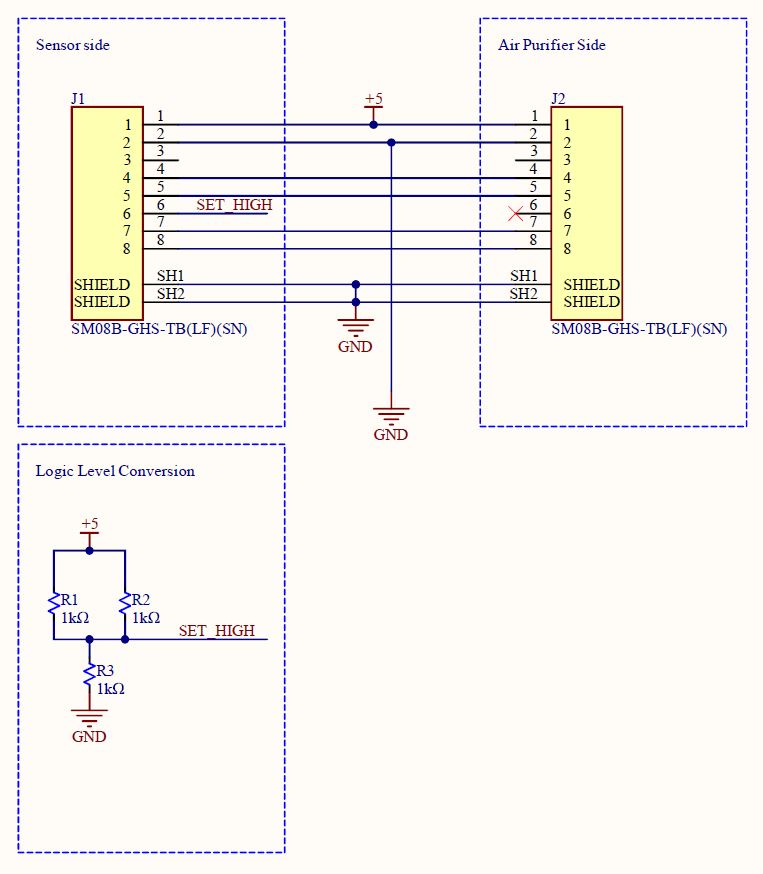 Sensor side
Air Purifier Side
+5
J1
J2
1 1
2 2
3 3
4 4
5 5
6 6
7 7
8 8
SET_HIGH
1 1
2 2
3 3
4 4
5 5
6 6
7 7
8 8
SHIELD SH1
SHIELD SH2
SH1 SHIELD
SH2 SHIELD
SM08B-GHS-TB(LF)(SN)
SM08B-GHS-TB(LF)(SN)
GND
GND
Logic Level Conversion
+5
R1
1kΩ
R2
1kΩ
SET_HIGH
R3
1kΩ
GND